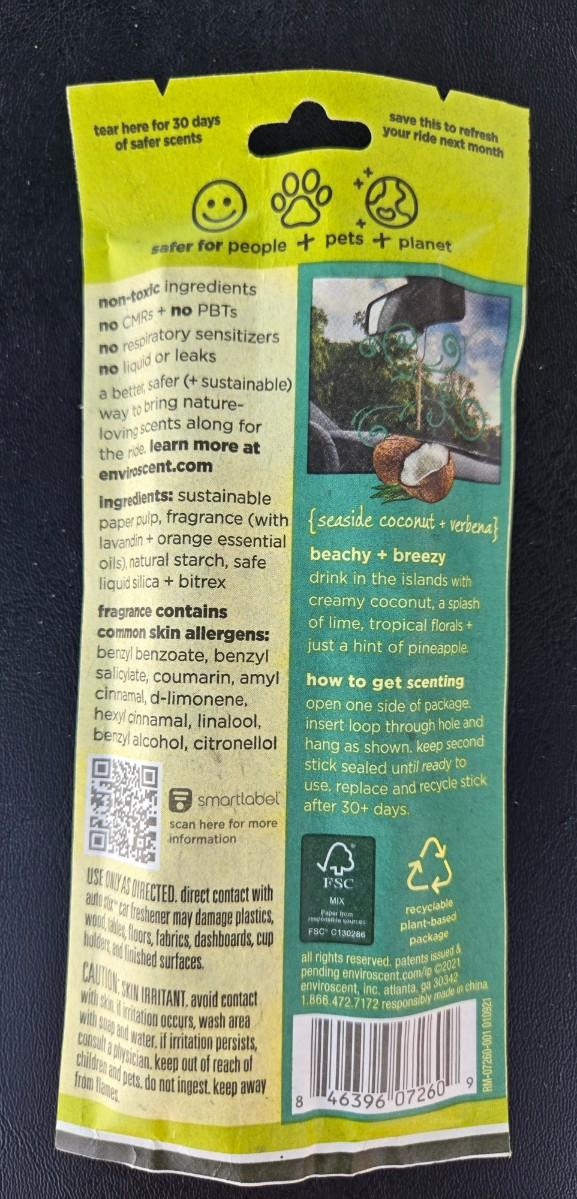 tear here for 30 days
of safer scents
save this to refresh
your ride next month
safer for people + pets + planet
non-toxic ingredients
no CMRs + no PBTs
no respiratory sensitizers
no liquid or leaks
a better, safer (+ sustainable)
way to bring nature-
loving scents along for
the ride. learn more at
enviroscent.com
ingredients: sustainable
paper pulp, fragrance (with
lavandin + orange essential
oils), natural starch, safe
liquid silica + bitrex
fragrance contains
common skin allergens:
benzyl benzoate, benzyl
salicylate, coumarin, amyl
cinnamal, d-limonene,
hexyl cinnamal, linalool,
benzyl alcohol, citronellol
smartlabel
scan here for more
information
USE ONLY AS DIRECTED. direct contact with
auto stix™ car freshener may damage plastics,
wood, tables, floors, fabrics, dashboards, cup
holders and finished surfaces.
CAUTION: SKIN IRRITANT. avoid contact
with skin. if irritation occurs, wash area
with soap and water. if irritation persists,
consult a physician. keep out of reach of
children and pets. do not ingest. keep away
from flames.
{seaside coconut + verbena}
beachy + breezy
drink in the islands with
creamy coconut, a splash
of lime, tropical florals +
just a hint of pineapple.
how to get scenting
open one side of package.
insert loop through hole and
hang as shown. keep second
stick sealed until ready to
use, replace and recycle stick
after 30+ days.
FSC
MIX
Paper from
responsible sources
FSC® C130286
recyclable
plant-based
package
all rights reserved. patents issued &
pending enviroscent.com/ip ©2021
enviroscent, inc. atlanta, ga 30342
1.866.472.7172 responsibly made in china
8 46396 07260 9
RM-07260-001 010921